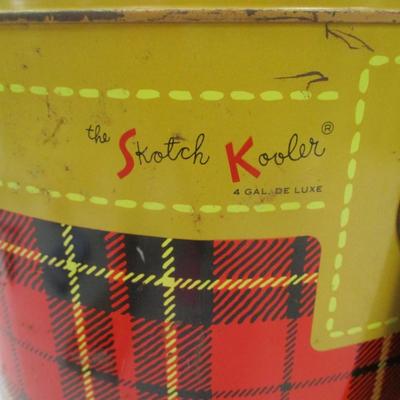 the Skotch Kooler®
4 GAL. DE LUXE